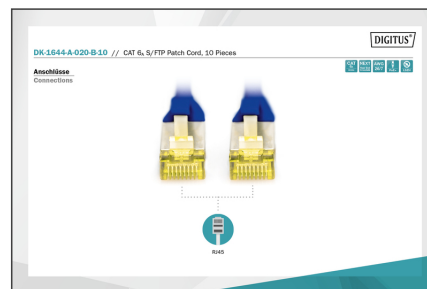 DIGITUS®
DK-1644-A-020-B-10 // CAT 6A S/FTP Patch Cord, 10 Pieces
Anschlüsse
Connections
RJ45